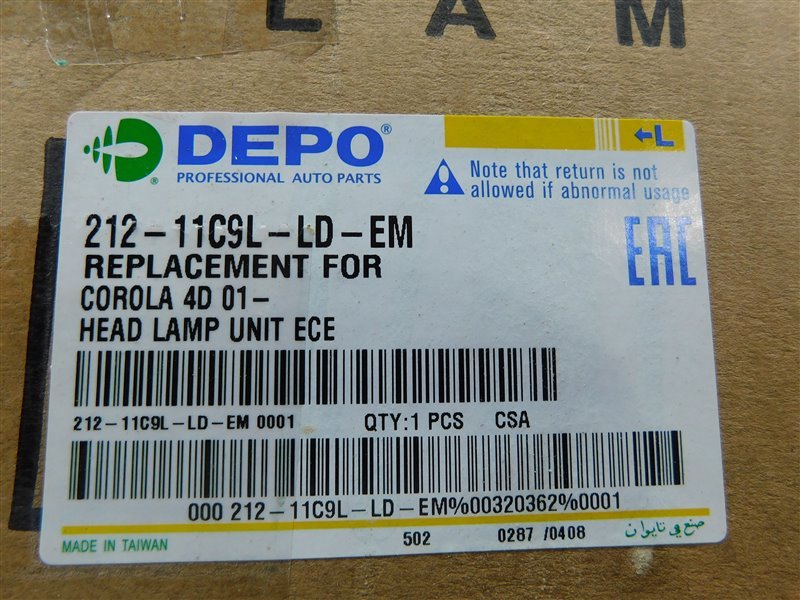 L A M
DEPO®
PROFESSIONAL AUTO PARTS
®
←L
Note that return is not
allowed if abnormal usage
212-11C9L-LD-EM
EAC
REPLACEMENT FOR
COROLA 4D 01-
HEAD LAMP UNIT ECE
212-11C9L-LD-EM 0001 QTY:1 PCS CSA
000 212-11C9L-LD-EM%00320362%0001
MADE IN TAIWAN 502 0287 /0408 صنع في تايوان